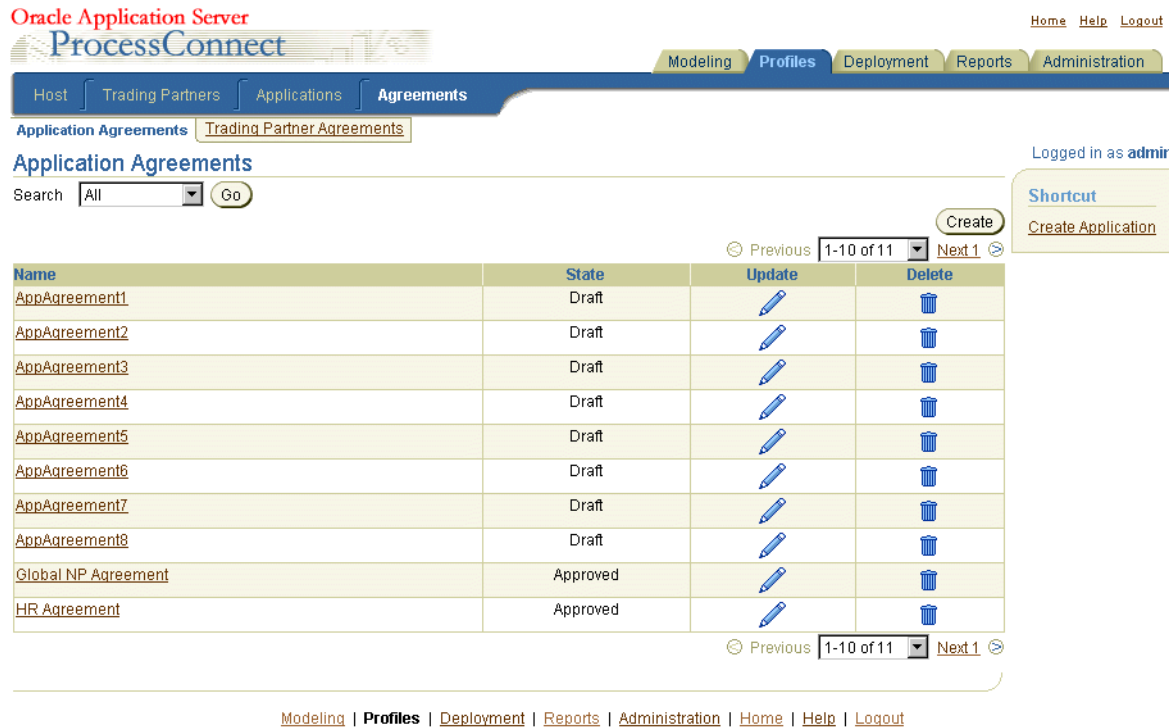 Oracle Application Server
ProcessConnect
Home Help Logout
Modeling Profiles Deployment Reports Administration
Host Trading Partners Applications Agreements
Application Agreements Trading Partner Agreements
Application Agreements
Logged in as admin
Search All Go
Shortcut
Create
Create Application
Previous 1-10 of 11 Next 1
Name State Update Delete
AppAgreement1 Draft
AppAgreement2 Draft
AppAgreement3 Draft
AppAgreement4 Draft
AppAgreement5 Draft
AppAgreement6 Draft
AppAgreement7 Draft
AppAgreement8 Draft
Global NP Agreement Approved
HR Agreement Approved
Previous 1-10 of 11 Next 1
Modeling | Profiles | Deployment | Reports | Administration | Home | Help | Logout